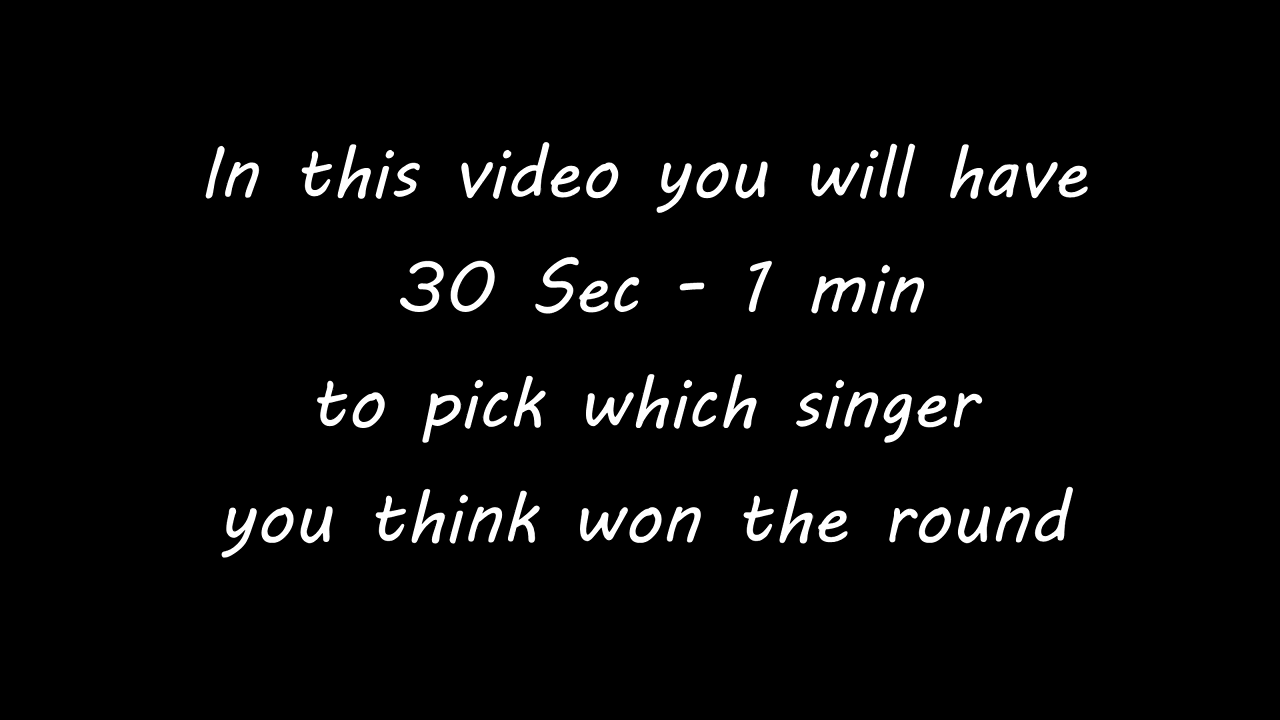 In this video you will have
30 Sec - 1 min
to pick which singer
you think won the round